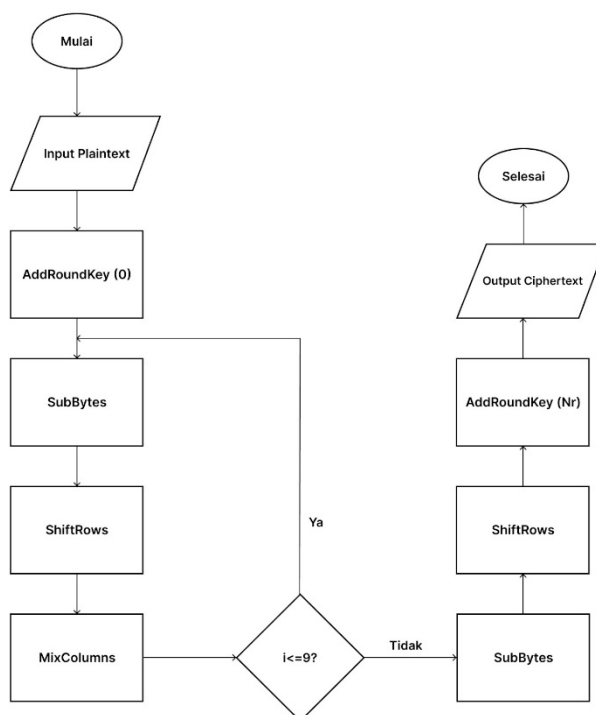 Mulai
Input Plaintext
AddRoundKey (0)
SubBytes
ShiftRows
MixColumns
i<=9?
Ya
Tidak
SubBytes
ShiftRows
AddRoundKey (Nr)
Output Ciphertext
Selesai